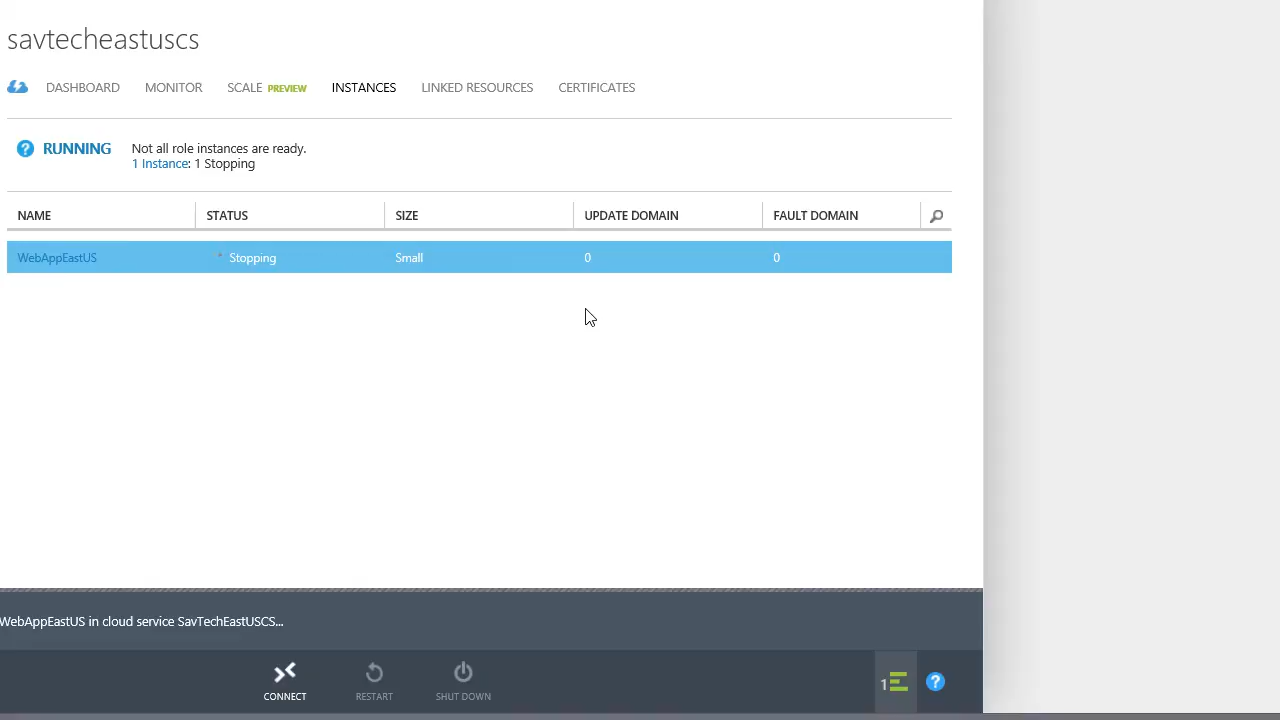 savtecheastuscs
DASHBOARD MONITOR SCALE PREVIEW INSTANCES LINKED RESOURCES CERTIFICATES
? RUNNING Not all role instances are ready.
1 Instance: 1 Stopping
NAME STATUS SIZE UPDATE DOMAIN FAULT DOMAIN
WebAppEastUS Stopping Small 0 0
WebAppEastUS in cloud service SavTechEastUSCS...
CONNECT RESTART SHUT DOWN 1 ?